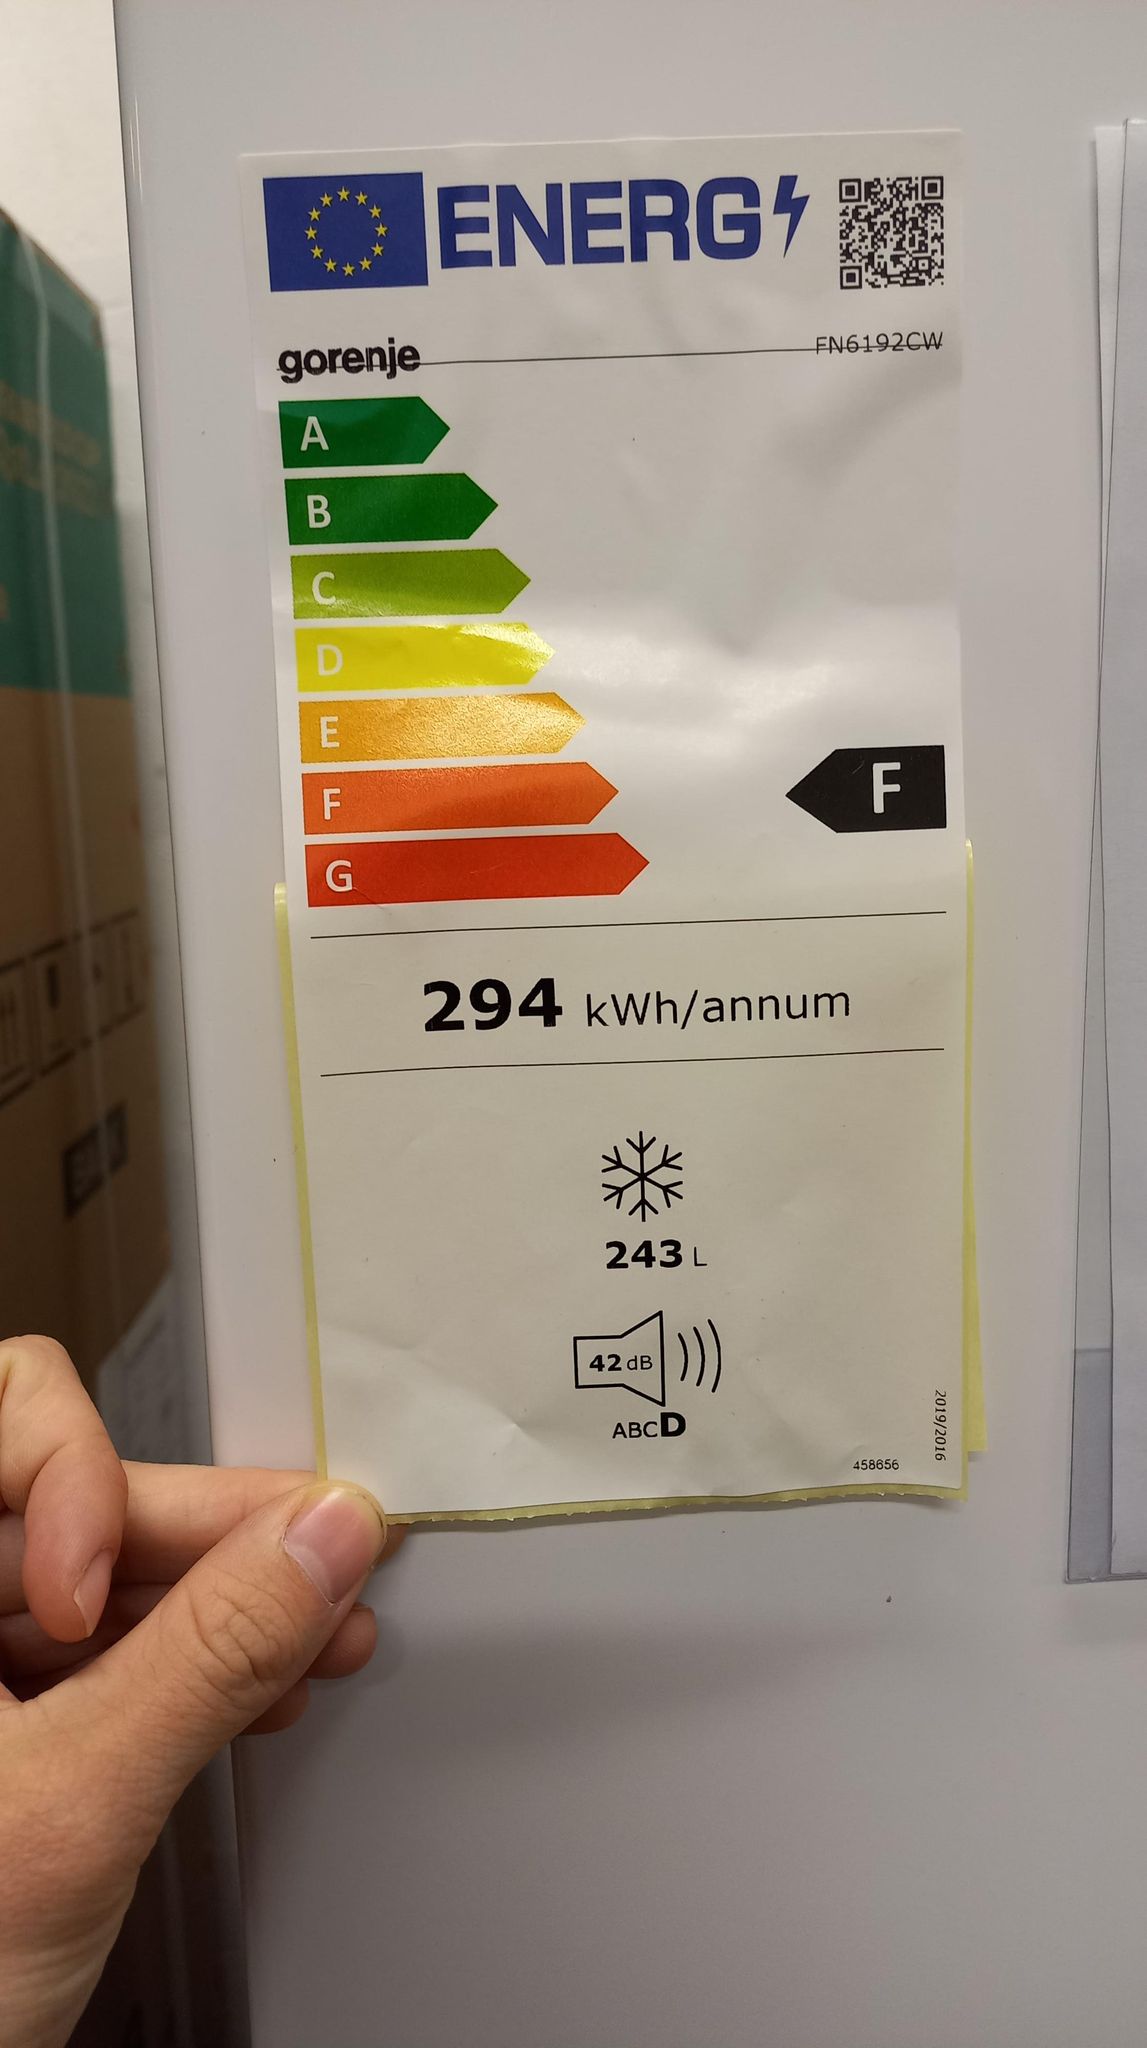 ENERG
gorenje
FN6192CW
A
B
C
D
E
F
F
G
294 kWh/annum
243 L
42 dB
ABCD
2019/2016
458656